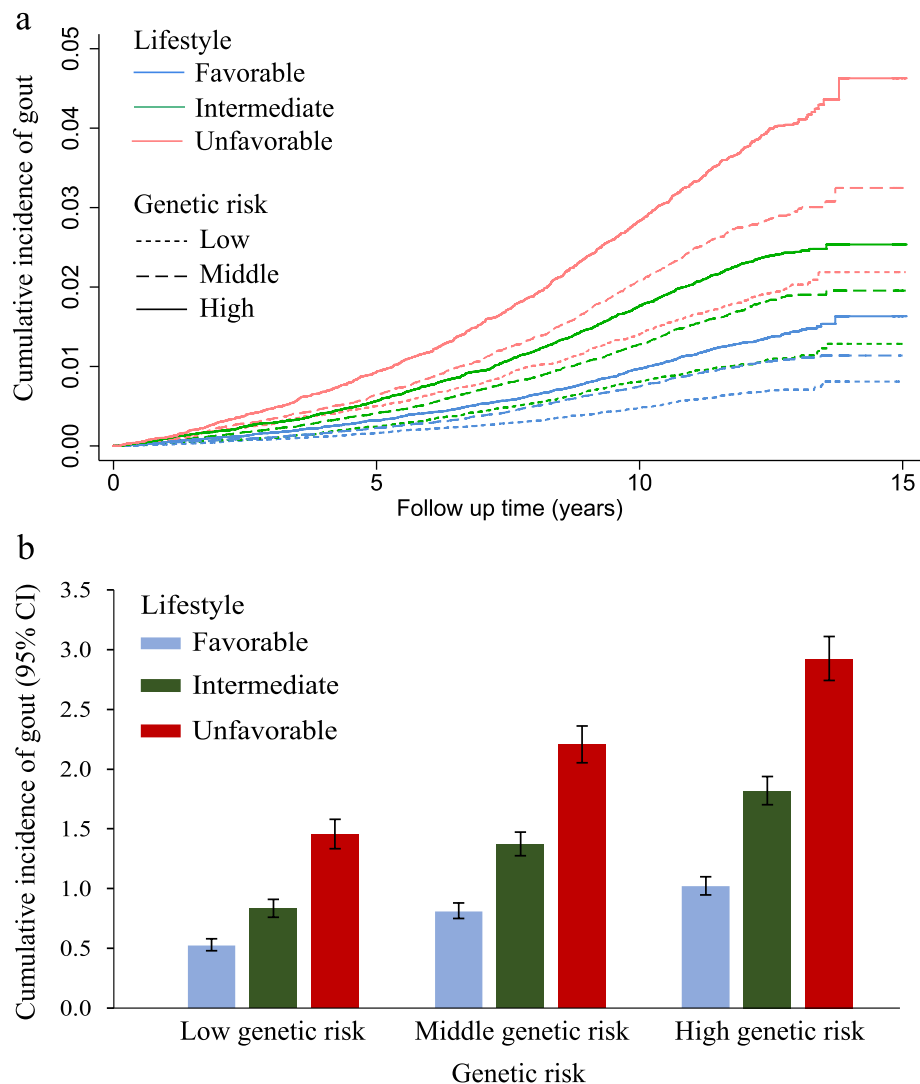 a
Cumulative incidence of gout
0.05
0.04
0.03
0.02
0.01
0.00
Lifestyle
Favorable
Intermediate
Unfavorable
Genetic risk
Low
Middle
High
0 5 10 15
Follow up time (years)
b
Cumulative incidence of gout (95% CI)
3.5
3.0
2.5
2.0
1.5
1.0
0.5
0.0
Lifestyle
Favorable
Intermediate
Unfavorable
Low genetic risk Middle genetic risk High genetic risk
Genetic risk